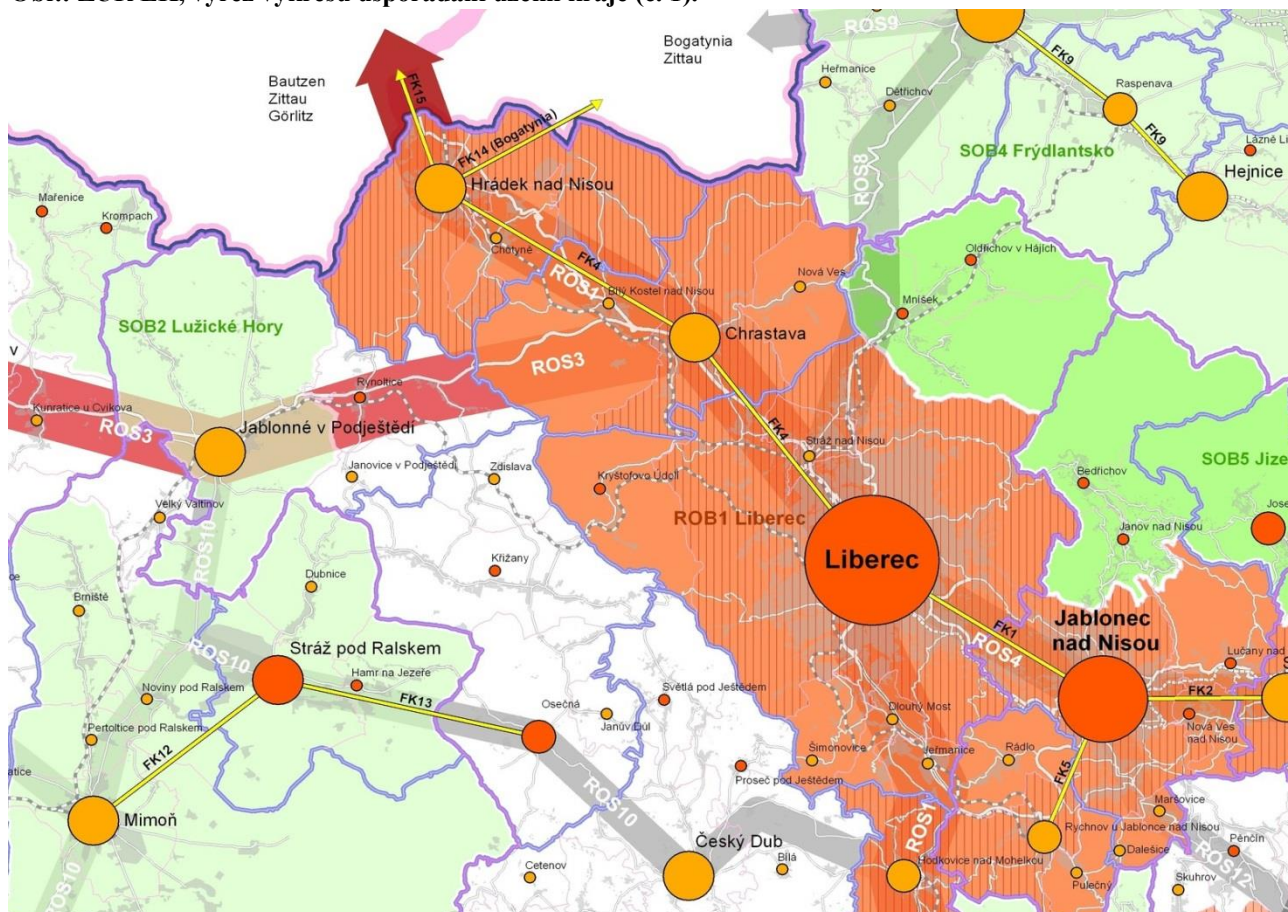 Bogatynia
Zittau
ROS9
Heřmanice
Dětřichov
FK9
Raspenava
FK9
Bautzen
Zittau
Görlitz
FK15
FK14 (Bogatynia)
Hrádek nad Nisou
ROS8
SOB4 Frýdlantsko
Hejnice
Mařenice
Krompach
Chotyně
FK4
ROS1
Bílý Kostel nad Nisou
Nová Ves
Oldřichov v Hájích
Mníšek
SOB2 Lužické Hory
Chrastava
ROS3
Rynoltice
Kunratice u Cvikova
ROS3
Jablonné v Podještědí
FK4
Stráž nad Nisou
Janovice v Podještědí
Zdislava
Kryštofovo Údolí
Bedřichov
SOB5 Jize
Velký Valtinov
ROS10
ROB1 Liberec
Jose
Janov nad Nisou
Křižany
Liberec
Dubnice
Brniště
FK1
ROS4
Jablonec
nad Nisou
Stráž pod Ralskem
ROS10
Hamr na Jezeře
Noviny pod Ralskem
FK13
Osečná
Janův Důl
Světlá pod Ještědem
Lučany nad
FK2
Nová Ves
nad Nisou
Dlouhý Most
Pertoltice pod Ralskem
FK12
Šimonovice
Jeřmanice
Rádlo
FK5
Proseč pod Ještědem
ROS10
Mimoň
Maršovice
Rychnov u Jablonce nad Nisou
Dalešice
Pěnčín
ROS1
Český Dub
Bílá
Hodkovice nad Mohelkou
Cetenov
Pulečný
Skuhrov
ROS12
ROS10